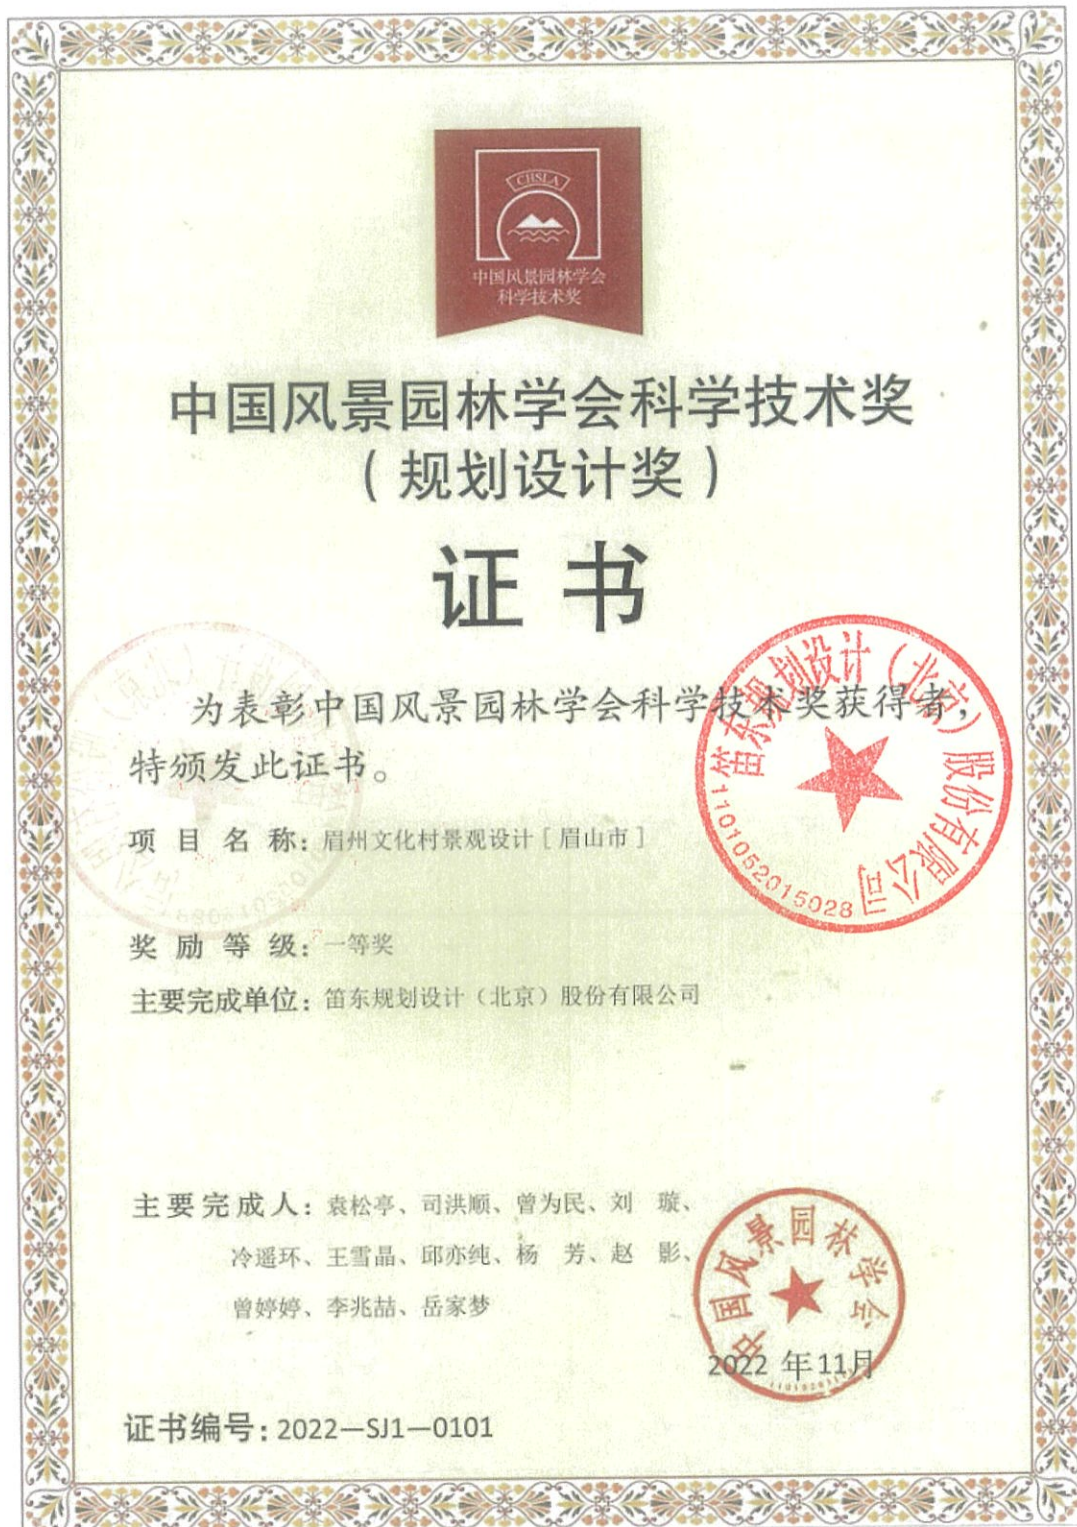 CHSLA
中国风景园林学会
科学技术奖
中国风景园林学会科学技术奖
（规划设计奖）
证书
为表彰中国风景园林学会科学技术奖获得者，
特颁发此证书。
项目名称：眉州文化村景观设计［眉山市］
奖励等级：一等奖
主要完成单位：笛东规划设计（北京）股份有限公司
笛东规划设计（北京）股份有限公司
1101052015028
主要完成人：袁松亭、司洪顺、曾为民、刘　璇、
冷遥环、王雪晶、邱亦纯、杨　芳、赵　影、
曾婷婷、李兆喆、岳家梦
中国风景园林学会
2022 年11月
证书编号：2022—SJ1—0101